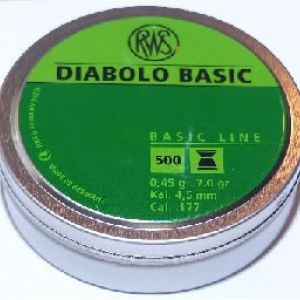 RWS
DIABOLO BASIC
BASIC LINE
500
0,45 g 7.0 gr
Kal. 4,5 mm
Cal. .177